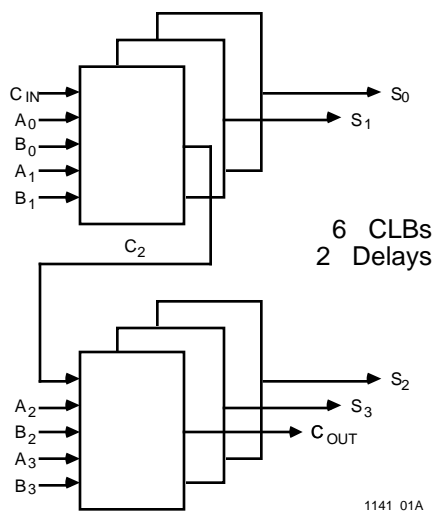 C IN
S0
A0
S1
B0
A1
B1
6 CLBs
2 Delays
C2
S2
A2
S3
B2
COUT
A3
B3
1141 01A